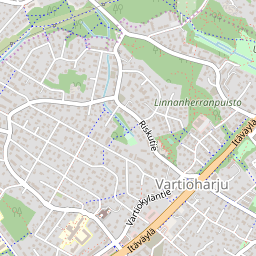 Linnanherranpuisto
Riskutie
Itäväylä
Vartioharju
Vartiokyläntie
Itäväylä